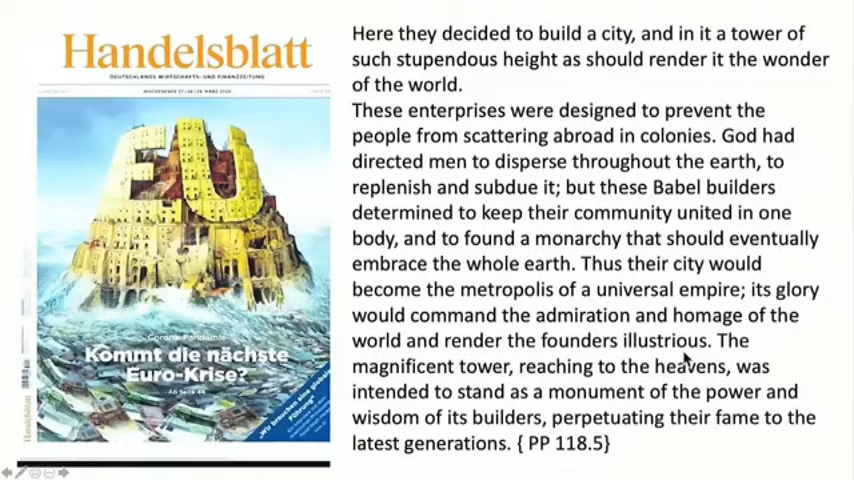 Handelsblatt
DEUTSCHLANDS WIRTSCHAFTS- UND FINANZZEITUNG
EU
Corona-Pandemie
Kommt die nächste
Euro-Krise?
„Wir brauchen eine globale
Führung“
Handelsblatt
Here they decided to build a city, and in it a tower of
such stupendous height as should render it the wonder
of the world.
These enterprises were designed to prevent the
people from scattering abroad in colonies. God had
directed men to disperse throughout the earth, to
replenish and subdue it; but these Babel builders
determined to keep their community united in one
body, and to found a monarchy that should eventually
embrace the whole earth. Thus their city would
become the metropolis of a universal empire; its glory
would command the admiration and homage of the
world and render the founders illustrious. The
magnificent tower, reaching to the heavens, was
intended to stand as a monument of the power and
wisdom of its builders, perpetuating their fame to the
latest generations. { PP 118.5}